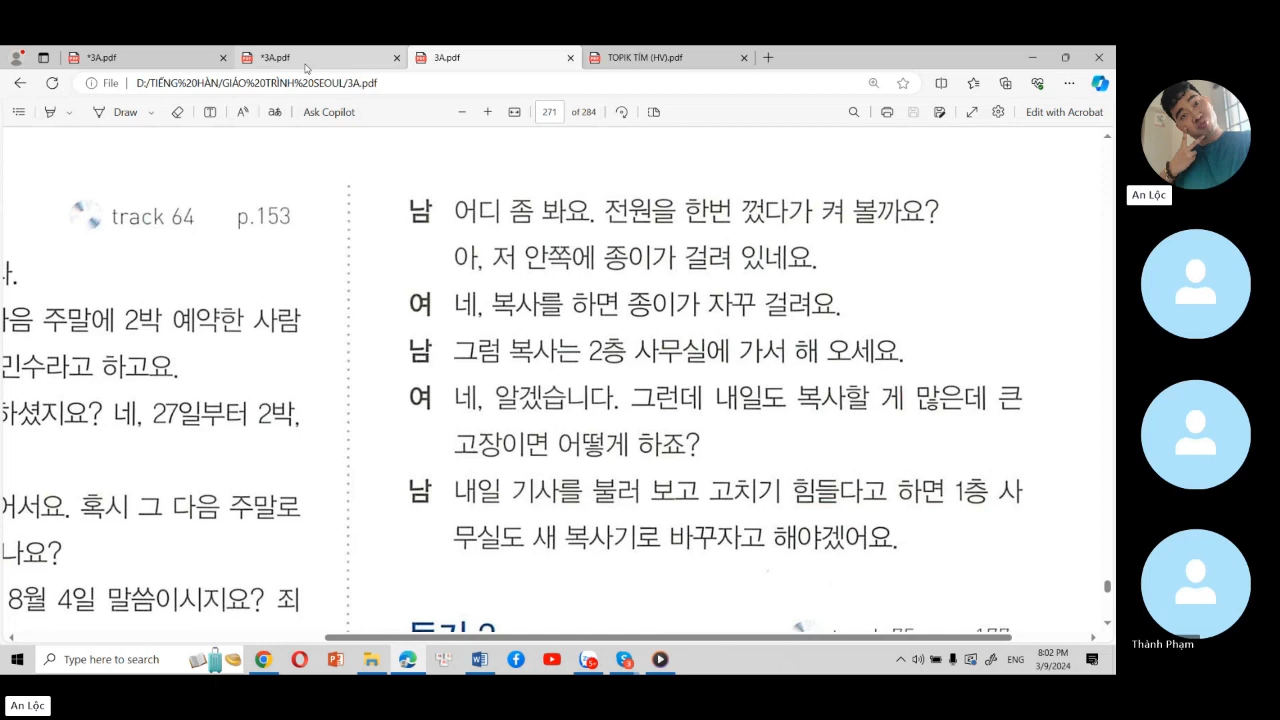 *3A.pdf
*3A.pdf
3A.pdf
TOPIK TÍM (HV).pdf
File
D:/TIẾNG%20HÀN/GIÁO%20TRÌNH%20SEOUL/3A.pdf
Draw
Ask Copilot
271 of 284
Edit with Acrobat
track 64 p.153
다음 주말에 2박 예약한 사람
민수라고 하고요.
하셨지요? 네, 27일부터 2박,
어서요. 혹시 그 다음 주말로
나요?
8월 4일 말씀이시지요? 죄
남 어디 좀 봐요. 전원을 한번 껐다가 켜 볼까요?
아, 저 안쪽에 종이가 걸려 있네요.
여 네, 복사를 하면 종이가 자꾸 걸려요.
남 그럼 복사는 2층 사무실에 가서 해 오세요.
여 네, 알겠습니다. 그런데 내일도 복사할 게 많은데 큰
고장이면 어떻게 하죠?
남 내일 기사를 불러 보고 고치기 힘들다고 하면 1층 사
무실도 새 복사기로 바꾸자고 해야겠어요.
An Lộc
Thành Phạm
Type here to search
ENG
8:02 PM
3/9/2024
An Lộc